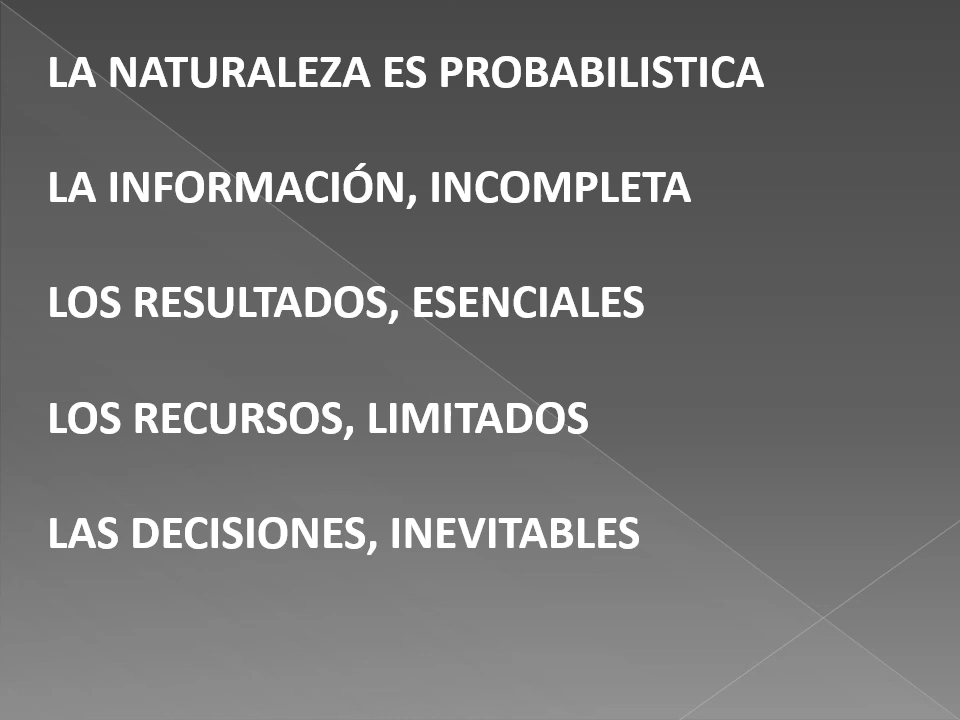 LA NATURALEZA ES PROBABILISTICA
LA INFORMACIÓN, INCOMPLETA
LOS RESULTADOS, ESENCIALES
LOS RECURSOS, LIMITADOS
LAS DECISIONES, INEVITABLES